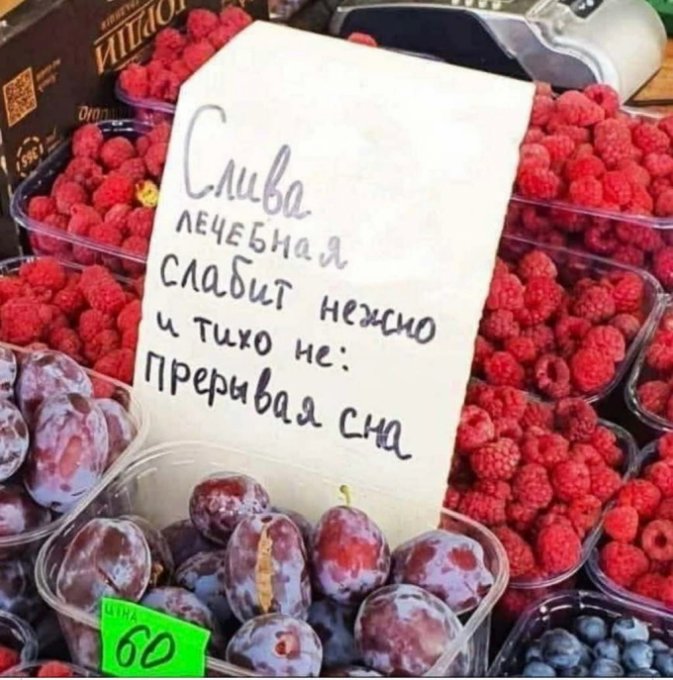 Слива
лечебная
слабит нежно
и тихо не:
прерывая сна
ЦІНА
60